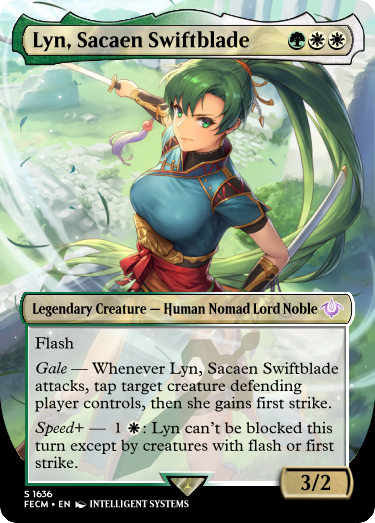 Lyn, Sacaen Swiftblade
Legendary Creature — Human Nomad Lord Noble
Flash
Gale — Whenever Lyn, Sacaen Swiftblade
attacks, tap target creature defending
player controls, then she gains first strike.
Speed+ — 1 : Lyn can't be blocked this
turn except by creatures with flash or first
strike.
3/2
S 1636
FECM • EN INTELLIGENT SYSTEMS